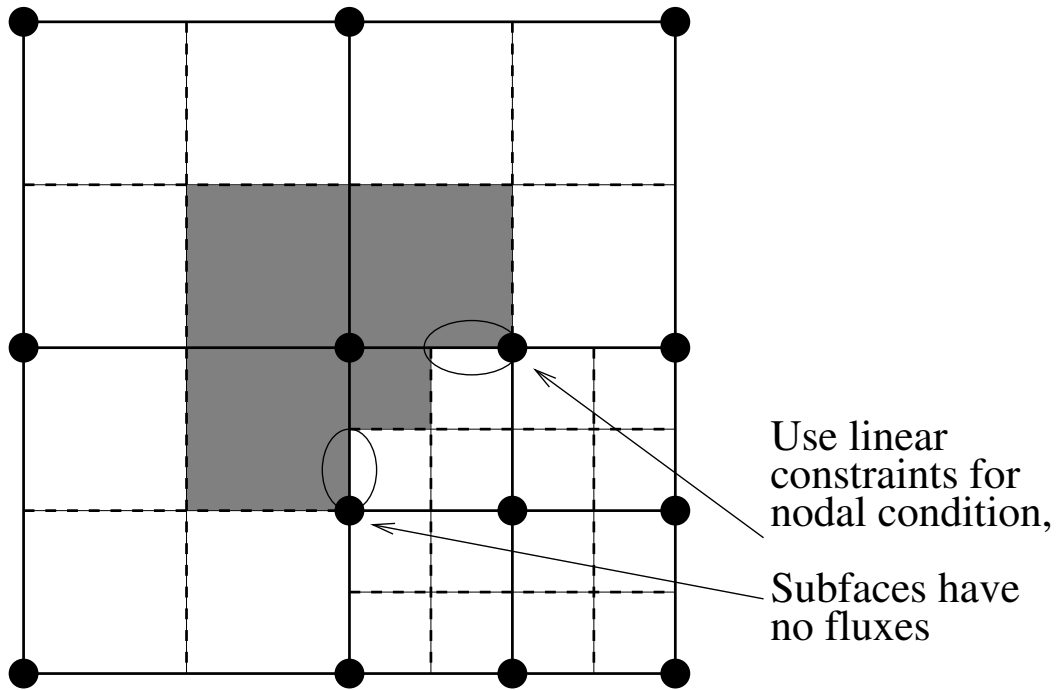 Use linear
constraints for
nodal condition,
Subfaces have
no fluxes